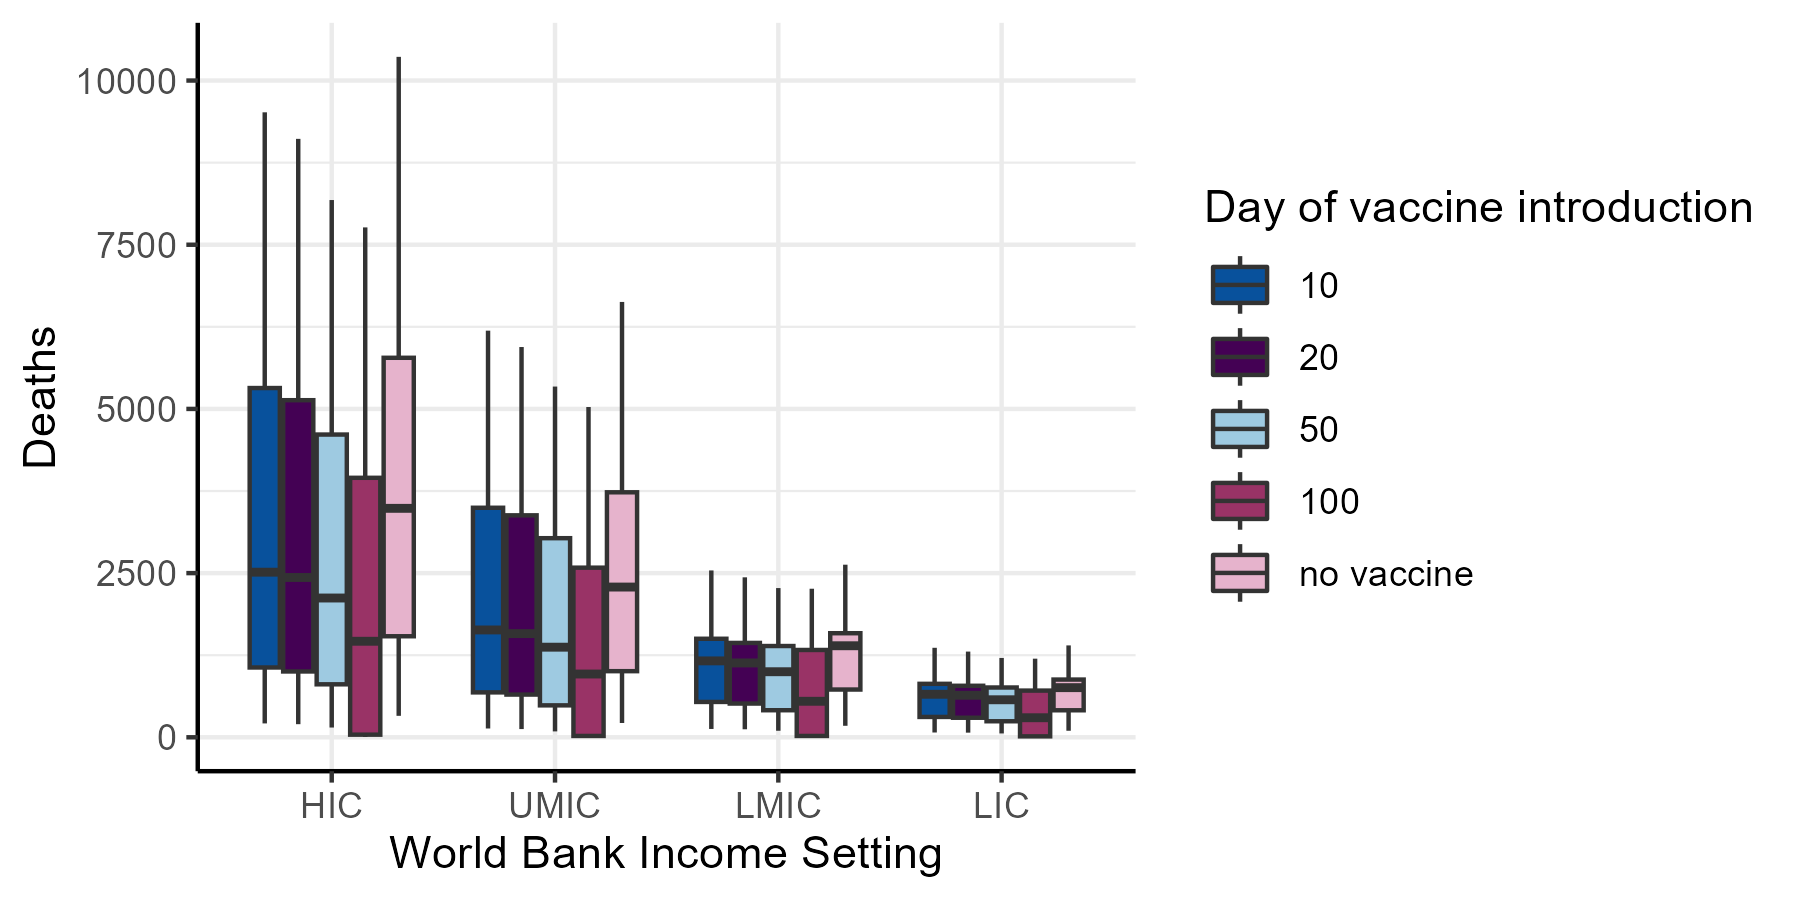 10000
7500
5000
2500
0
Deaths
HIC
UMIC
LMIC
LIC
World Bank Income Setting
Day of vaccine introduction
10
20
50
100
no vaccine